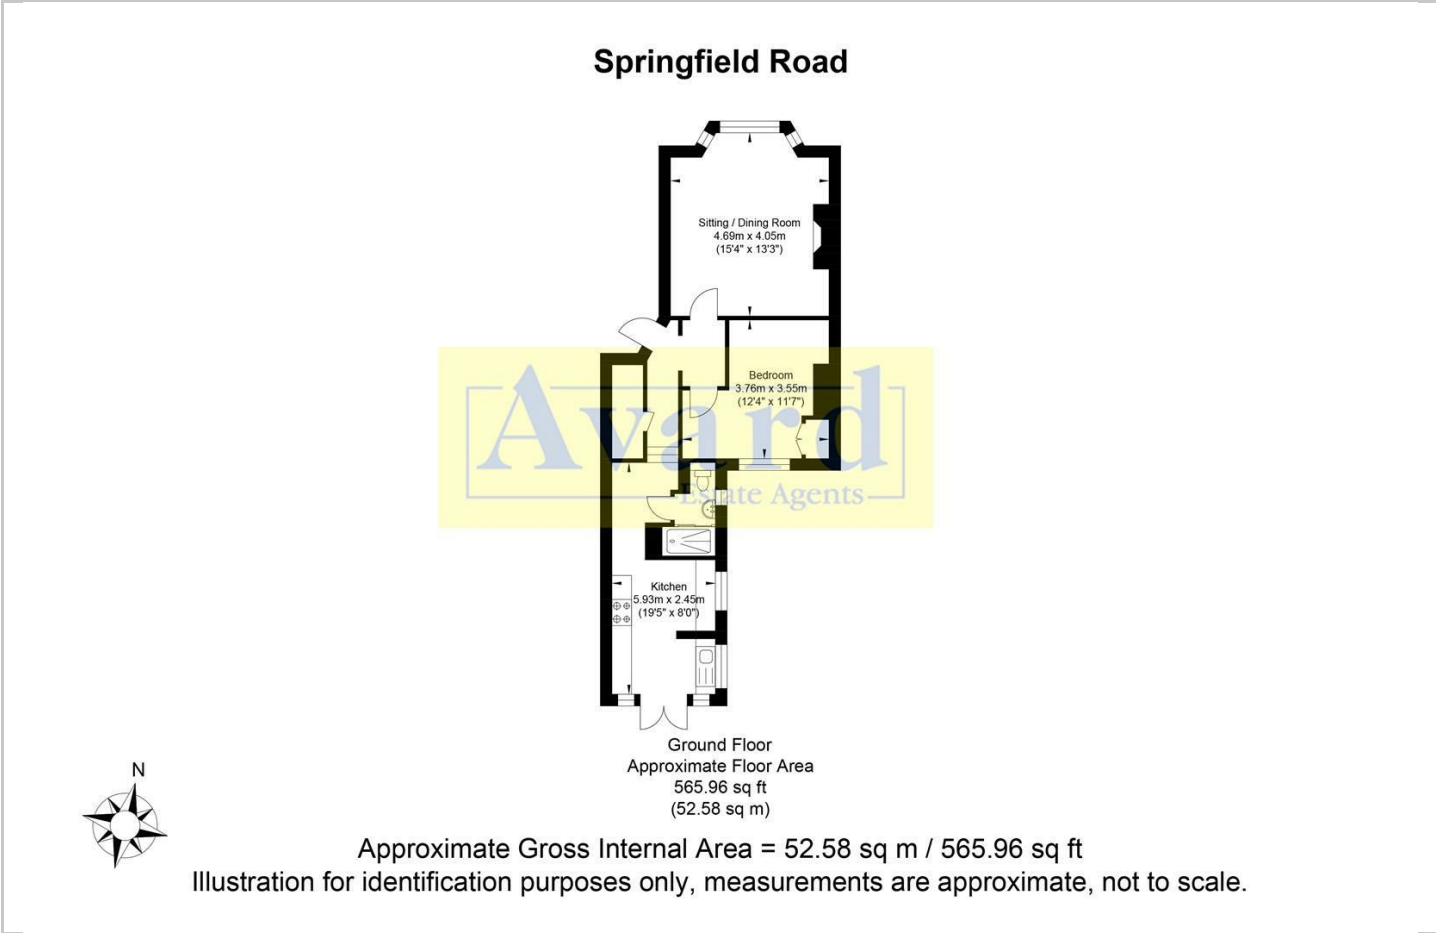 Springfield Road
Sitting / Dining Room
4.69m x 4.05m
(15'4" x 13'3")
Bedroom
3.76m x 3.55m
(12'4" x 11'7")
Avard
Estate Agents
Kitchen
5.93m x 2.45m
(19'5" x 8'0")
Ground Floor
Approximate Floor Area
565.96 sq ft
(52.58 sq m)
N
Approximate Gross Internal Area = 52.58 sq m / 565.96 sq ft
Illustration for identification purposes only, measurements are approximate, not to scale.